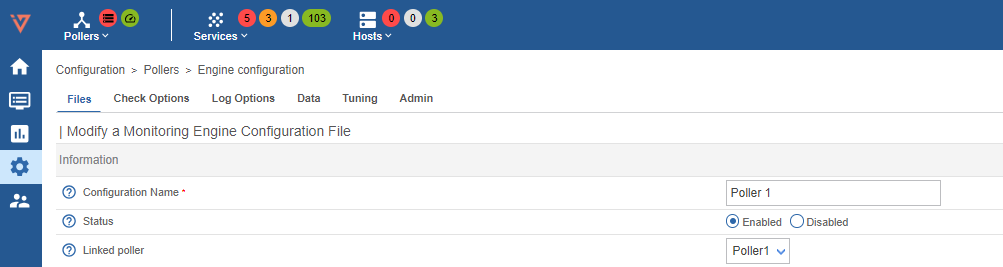 5 3 1 103 0 0 3
Pollers Services Hosts
Configuration > Pollers > Engine configuration
Files Check Options Log Options Data Tuning Admin
| Modify a Monitoring Engine Configuration File
Information
Configuration Name * Poller 1
Status Enabled Disabled
Linked poller Poller1